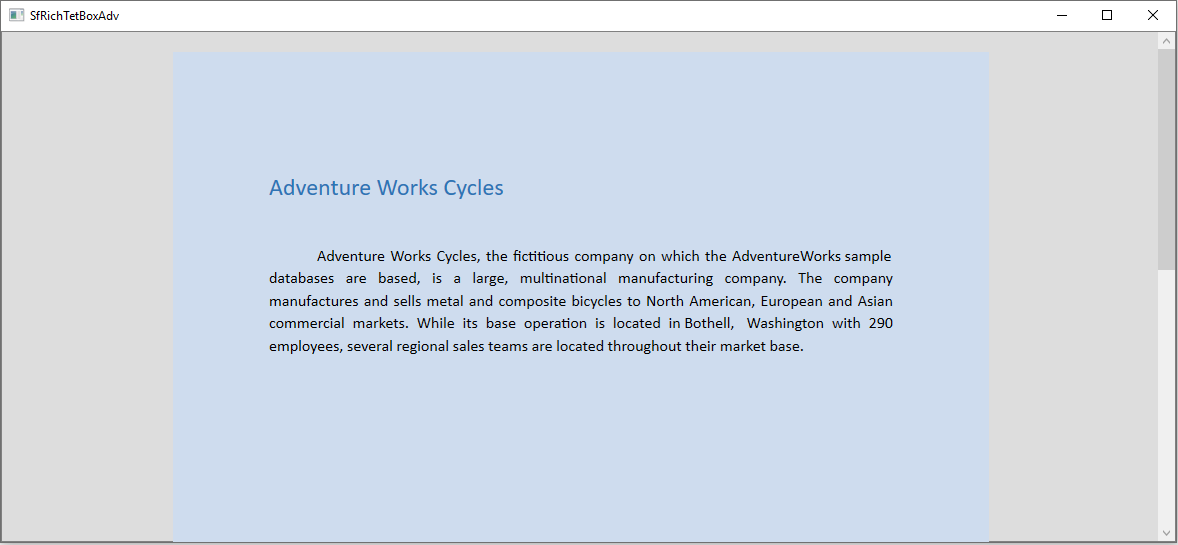 SfRichTetBoxAdv
Adventure Works Cycles
Adventure Works Cycles, the fictitious company on which the AdventureWorks sample
databases are based, is a large, multinational manufacturing company. The company
manufactures and sells metal and composite bicycles to North American, European and Asian
commercial markets. While its base operation is located in Bothell, Washington with 290
employees, several regional sales teams are located throughout their market base.